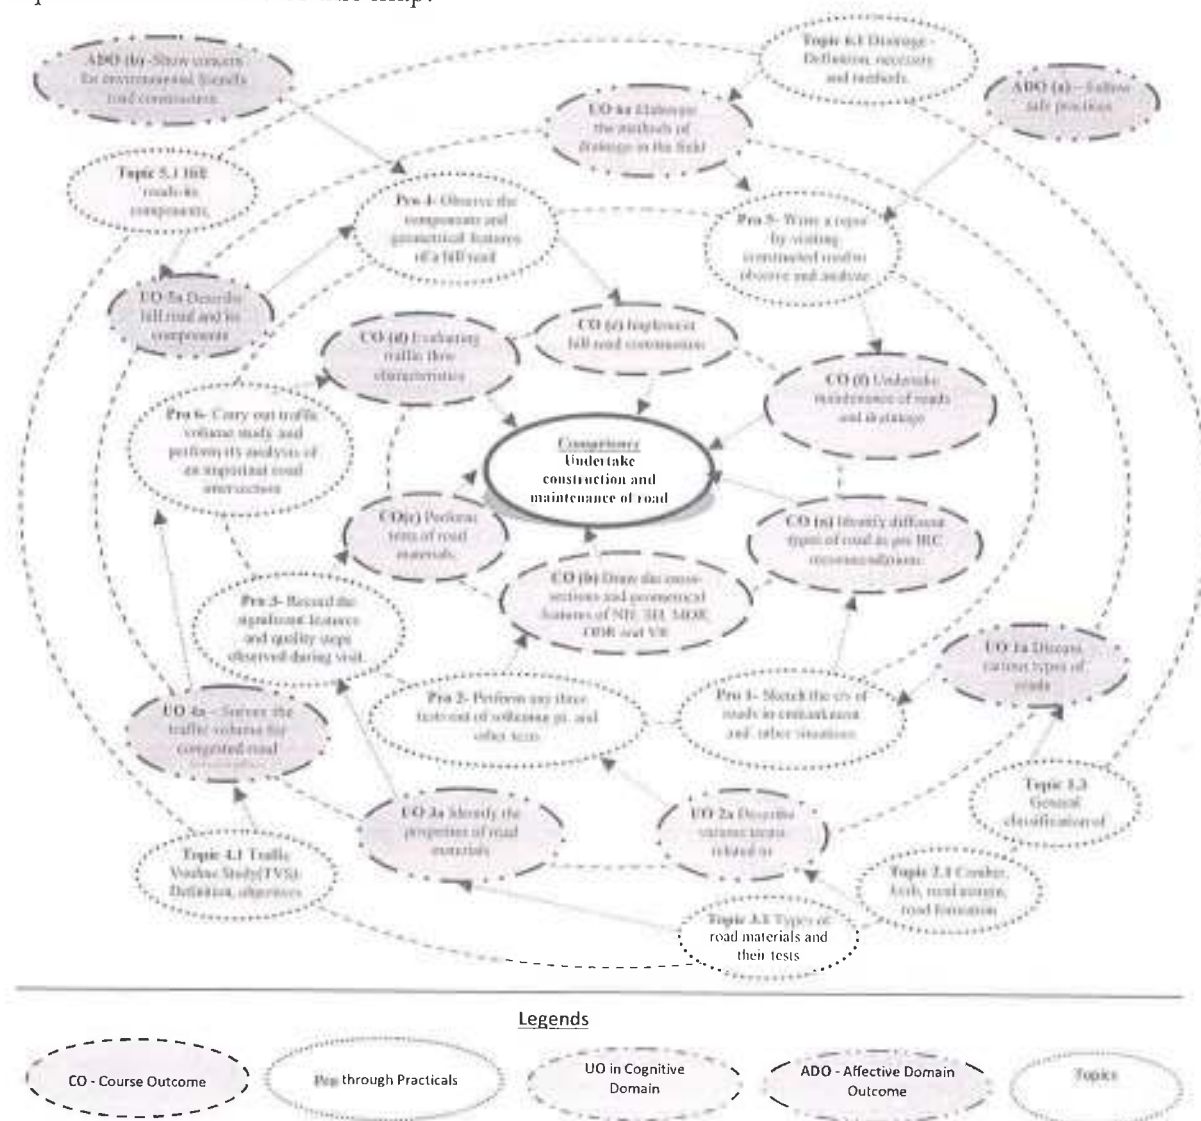 ADO (b) -Show concern
for environmental friendly
road construction
Topic 6.1 Drainage -
Definition, necessity
and methods
ADO (a) – Follow
safe practices
UO 6a Elaborate
the methods of
drainage in the field
Topic 5.1 Hill
roads-its
components,
Pro 4- Observe the
components and
geometrical features
of a hill road
Pro 5- Write a repor
by visiting
constructed road to
observe and analyze
UO 5a Describe
hill road and its
components
CO (d) Evaluating
traffic flow
characteristics
CO (e) Implement
hill road construction
CO (f) Undertake
maintenance of roads
and drainage
Pro 6- Carry out traffic
volume study and
perform its analysis of
an important road
intersection
Competency
Undertake
construction and
maintenance of road
CO(c) Perform
tests of road
materials.
CO (a) Identify different
types of road as per IRC
recommendations
CO (b) Draw the cross-
sections and geometrical
features of NH, SH, MDR,
ODR and VR
Pro 3- Record the
significant features
and quality steps
observed during visit.
UO 1a Discuss
various types of
roads
Pro 2- Perform any three
tests out of softening pt. and
other tests
Pro 1- Sketch the c/s of
roads in embankment
and other situations
UO 4a – Solves the
traffic volume for
congested road
Topic 1.3
General
classification of
UO 3a Identify the
properties of road
materials
UO 2a Describe
various terms
related to
Topic 4.1 Traffic
Volume Study(TVS)-
Definition, objectives
Topic 2.1 Camber,
kerb, road margin,
road formation
Topic 3.1 Types of
road materials and
their tests
Legends
CO - Course Outcome
through Practicals
UO in Cognitive
Domain
ADO - Affective Domain
Outcome
Topics